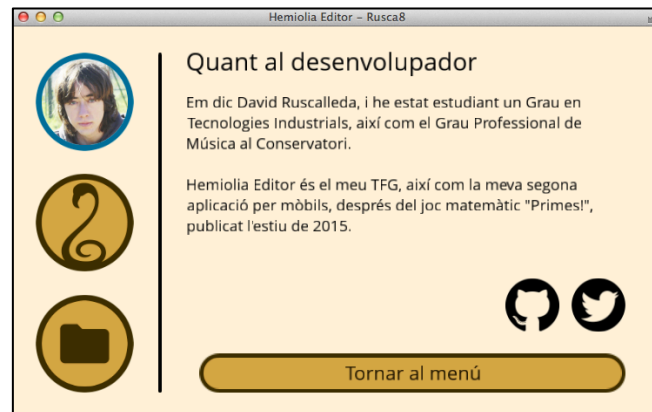 Hemiolia Editor – Rusca8
Quant al desenvolupador
Em dic David Ruscalleda, i he estat estudiant un Grau en
Tecnologies Industrials, així com el Grau Professional de
Música al Conservatori.
Hemiolia Editor és el meu TFG, així com la meva segona
aplicació per mòbils, després del joc matemàtic "Primes!",
publicat l'estiu de 2015.
Tornar al menú